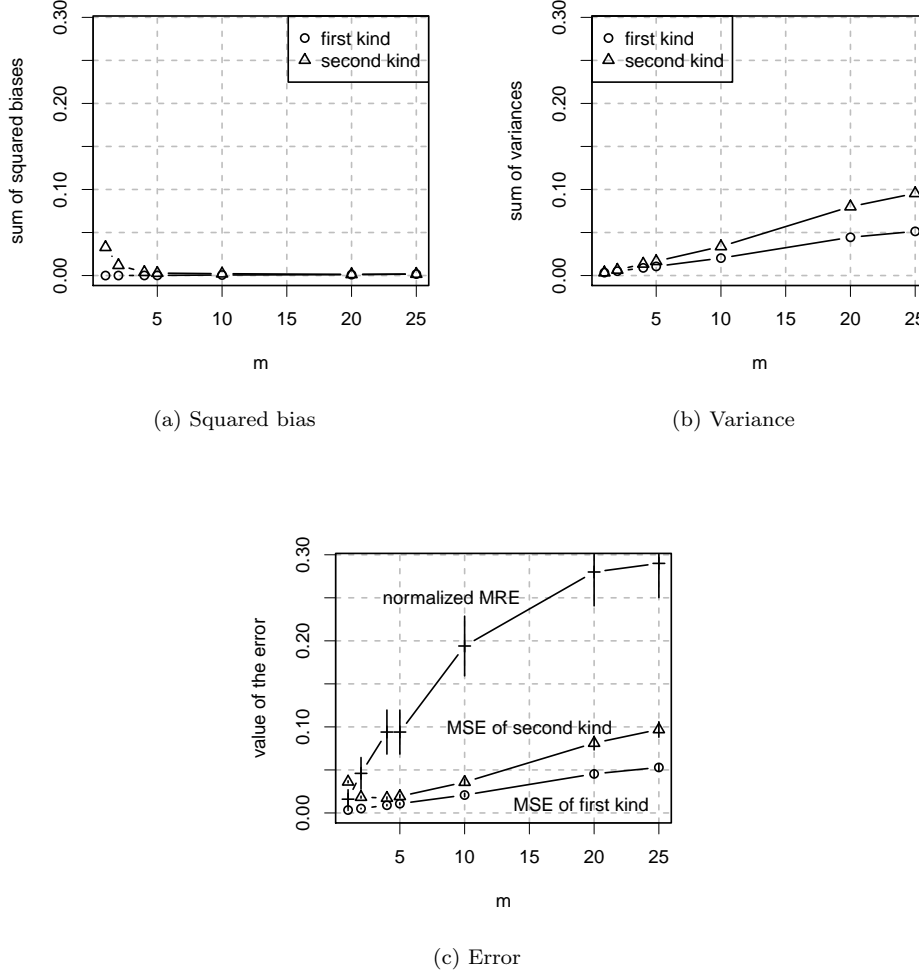 sum of squared biases
0.30
0.20
0.10
0.00
first kind
second kind
5 10 15 20 25
m
(a) Squared bias
sum of variances
0.30
0.20
0.10
0.00
first kind
second kind
5 10 15 20 25
m
(b) Variance
value of the error
0.30
0.20
0.10
0.00
normalized MRE
MSE of second kind
MSE of first kind
5 10 15 20 25
m
(c) Error